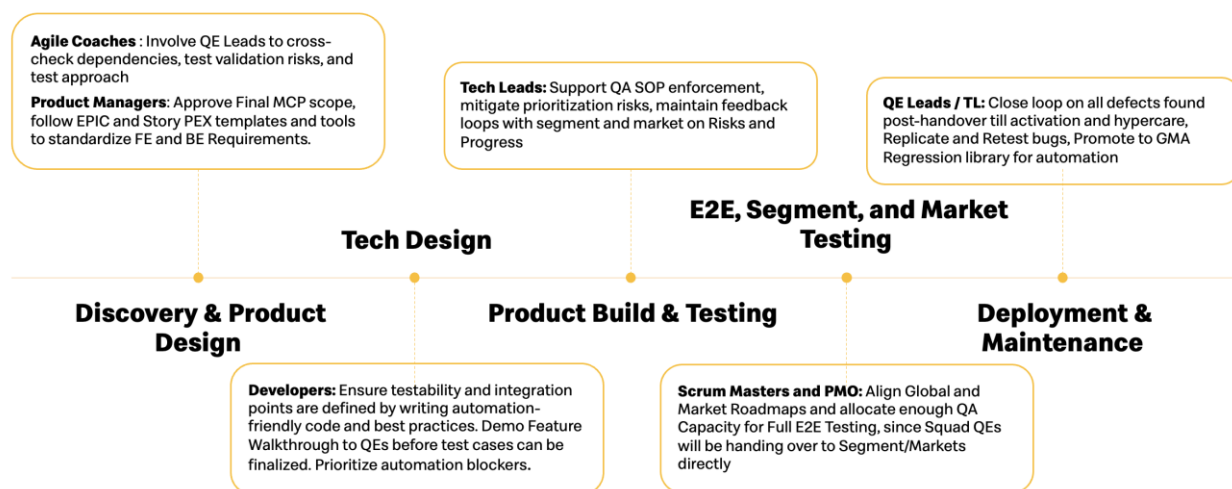 Agile Coaches : Involve QE Leads to cross-
check dependencies, test validation risks, and
test approach
Product Managers: Approve Final MCP scope,
follow EPIC and Story PEX templates and tools
to standardize FE and BE Requirements.
Tech Leads: Support QA SOP enforcement,
mitigate prioritization risks, maintain feedback
loops with segment and market on Risks and
Progress
QE Leads / TL: Close loop on all defects found
post-handover till activation and hypercare,
Replicate and Retest bugs, Promote to GMA
Regression library for automation
Tech Design
E2E, Segment, and Market
Testing
Discovery & Product
Design
Product Build & Testing
Deployment &
Maintenance
Developers: Ensure testability and integration
points are defined by writing automation-
friendly code and best practices. Demo Feature
Walkthrough to QEs before test cases can be
finalized. Prioritize automation blockers.
Scrum Masters and PMO: Align Global and
Market Roadmaps and allocate enough QA
Capacity for Full E2E Testing, since Squad QEs
will be handing over to Segment/Markets
directly